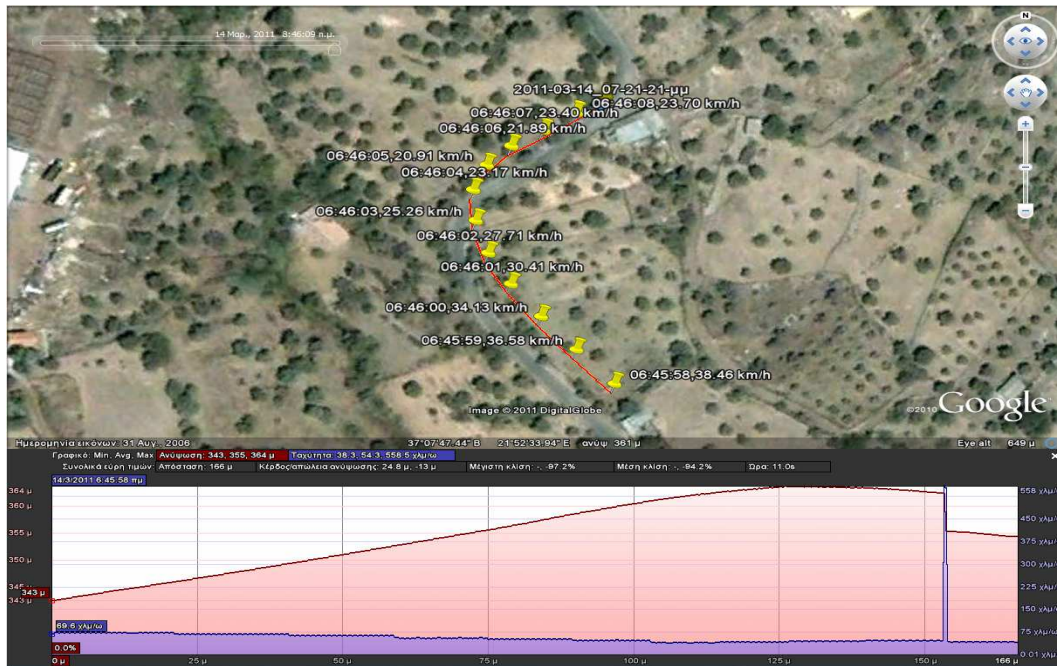 14 Μαρ., 2011 8:46:09 π.μ.
N
2011-03-14_07-21-21-μμ
06:46:08,23.70 km/h
06:46:07,23.40 km/h
06:46:06,21.89 km/h
06:46:05,20.91 km/h
06:46:04,23.17 km/h
06:46:03,25.26 km/h
06:46:02,27.71 km/h
06:46:01,30.41 km/h
06:46:00,34.13 km/h
06:45:59,36.58 km/h
06:45:58,38.46 km/h
Image © 2011 DigitalGlobe
©2010 Google
Ημερομηνία εικόνων: 31 Αυγ., 2006 37°07'47.44" Β 21°52'33.94" Ε ανύψ 361 μ Eye alt 649 μ
Γραφικό: Min, Avg, Max Ανύψωση: 343, 355, 364 μ Ταχύτητα: 38.3, 54.3, 558.5 χλμ/ω
Συνολικά εύρη τιμών: Απόσταση: 166 μ Κέρδος/απώλεια ανύψωσης: 24.8 μ, -13 μ Μέγιστη κλίση: -, -97.2% Μέση κλίση: -, -94.2% Ώρα: 11.0s
14/3/2011 6:45:58 πμ
364 μ
360 μ
355 μ
350 μ
345 μ
343 μ
343 μ
69.6 χλμ/ω
0.0%
558 χλμ/ω
450 χλμ/ω
375 χλμ/ω
300 χλμ/ω
225 χλμ/ω
150 χλμ/ω
75 χλμ/ω
0.01 χλμ/ω
0 μ 25 μ 50 μ 75 μ 100 μ 125 μ 150 μ 166 μ